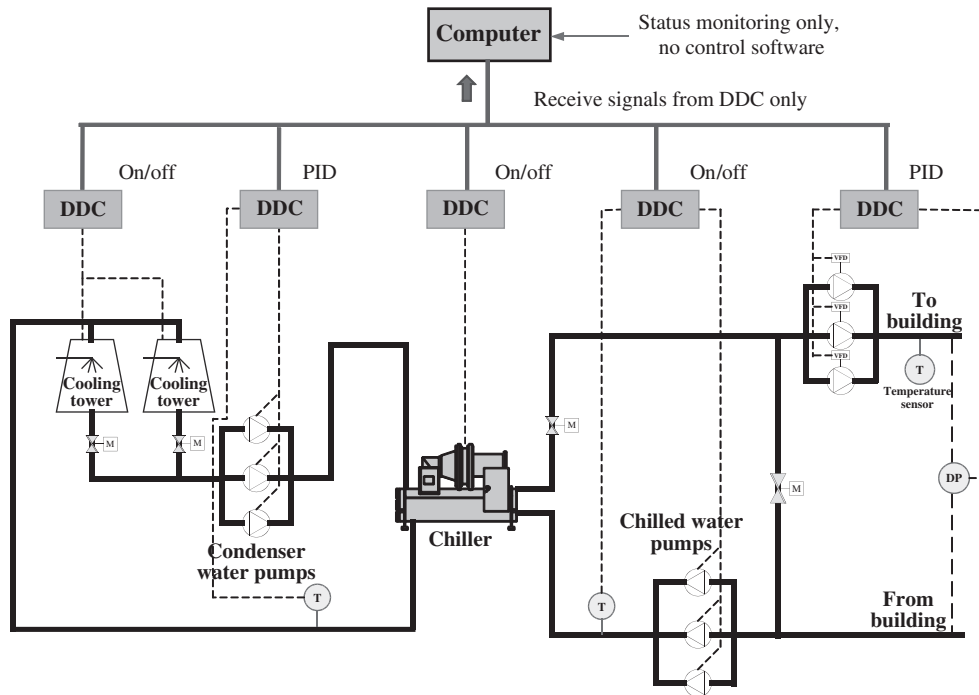 Computer
Status monitoring only,
no control software
Receive signals from DDC only
On/off
PID
On/off
On/off
PID
DDC
DDC
DDC
DDC
DDC
VFD
VFD
VFD
To
building
T
Temperature
sensor
Cooling
tower
Cooling
tower
M
M
M
M
DP
Chiller
Chilled water
pumps
Condenser
water pumps
T
T
From
building